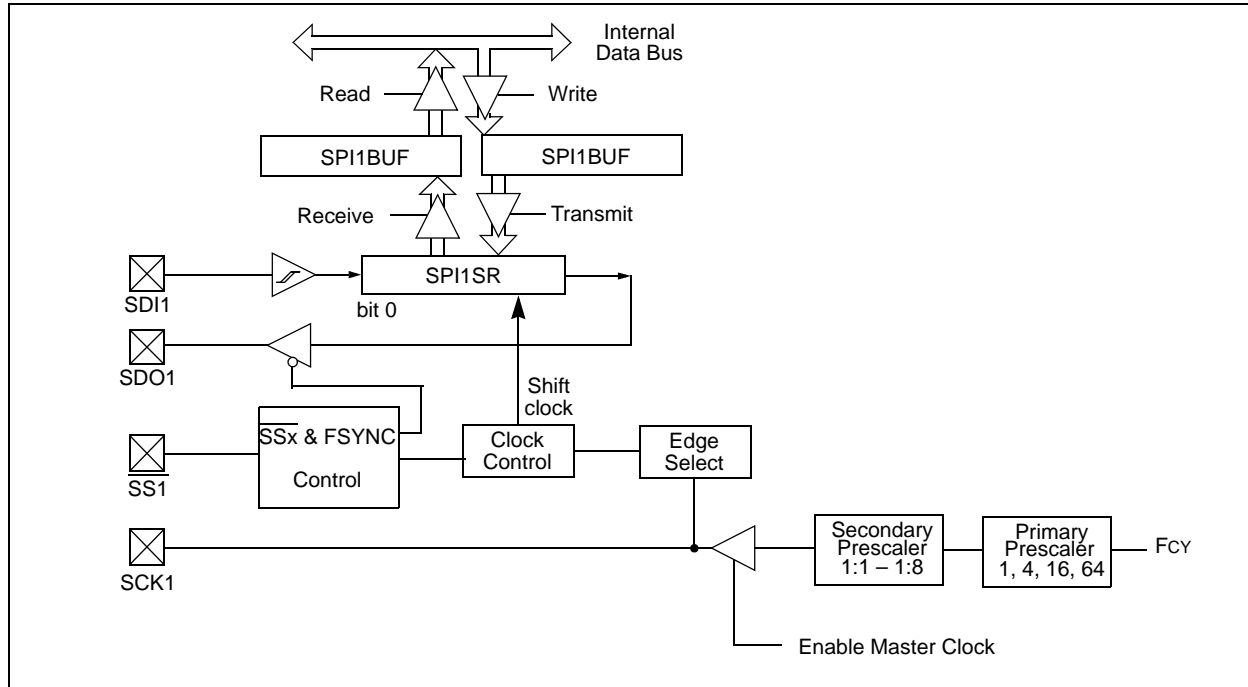 Internal
Data Bus
Read
Write
SPI1BUF
SPI1BUF
Receive
Transmit
SPI1SR
SDI1
bit 0
SDO1
Shift
clock
SSx & FSYNC
Control
Clock
Control
Edge
Select
SS1
Secondary
Prescaler
1:1 – 1:8
Primary
Prescaler
1, 4, 16, 64
FCY
SCK1
Enable Master Clock